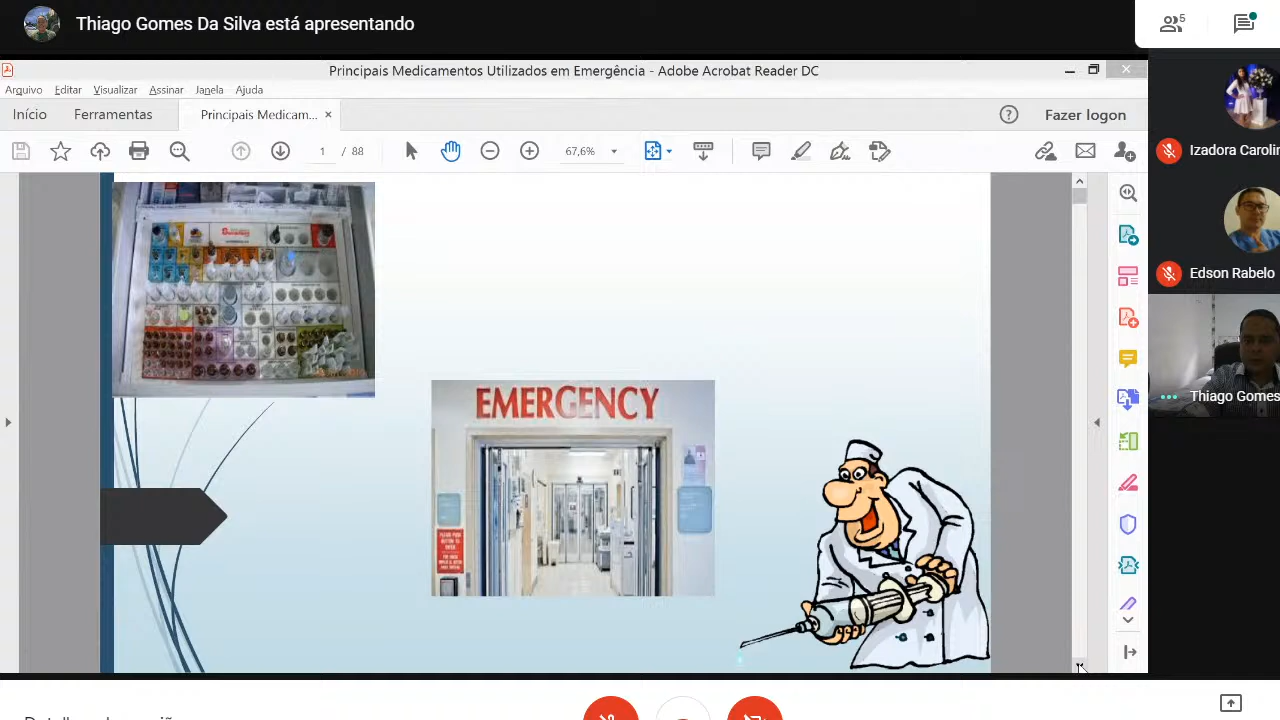 Thiago Gomes Da Silva está apresentando
5
Principais Medicamentos Utilizados em Emergência - Adobe Acrobat Reader DC
Arquivo Editar Visualizar Assinar Janela Ajuda
Início Ferramentas Principais Medicam... × Fazer logon
1 / 88 67,6%
Izadora Carolin
Edson Rabelo
Thiago Gomes
EMERGENCY